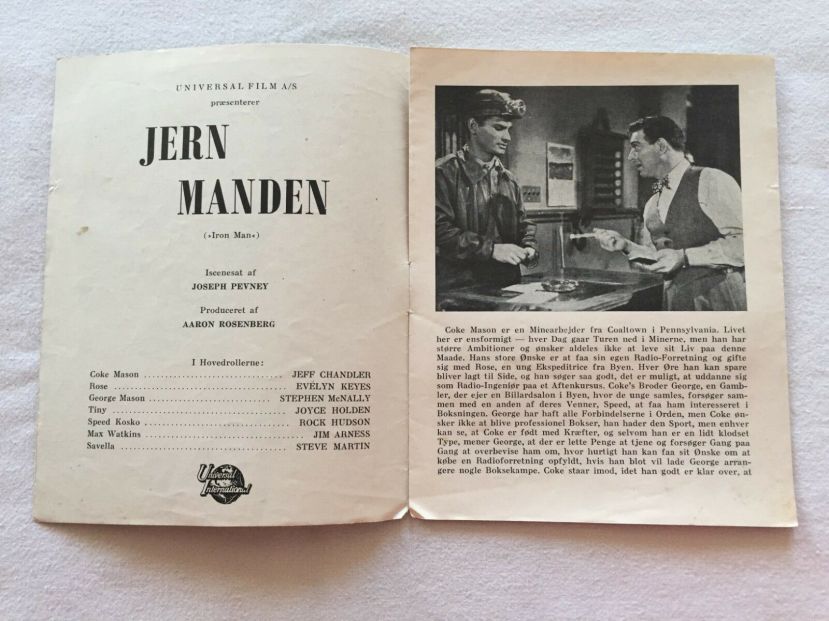 UNIVERSAL FILM A/S
præsenterer
JERN
MANDEN
(»Iron Man«)
Iscenesat af
JOSEPH PEVNEY
Produceret af
AARON ROSENBERG
I Hovedrollerne:
Coke Mason .......................... JEFF CHANDLER
Rose .................................. EVELYN KEYES
George Mason ........................ STEPHEN McNALLY
Tiny .................................. JOYCE HOLDEN
Speed Kosko ........................... ROCK HUDSON
Max Watkins ............................ JIM ARNESS
Savella .............................. STEVE MARTIN
Universal
International
Coke Mason er en Minearbejder fra Coaltown i Pennsylvania. Livet
her er ensformigt — hver Dag gaar Turen ned i Minerne, men han har
større Ambitioner og ønsker aldeles ikke at leve sit Liv paa denne
Maade. Hans store Ønske er at faa sin egen Radio-Forretning og gifte
sig med Rose, en ung Ekspeditrice fra Byen. Hver Øre han kan spare
bliver lagt til Side, og han søger saa godt, det er muligt, at uddanne sig
som Radio-Ingeniør paa et Aftenkursus. Coke's Broder George, en Gamb-
ler, der ejer en Billardsalon i Byen, hvor de unge samles, forsøger sam-
men med en anden af deres Venner, Speed, at faa ham interesseret i
Boksningen. George har haft alle Forbindelserne i Orden, men Coke øn-
sker ikke at blive professionel Bokser, han hader den Sport, men enhver
kan se, at Coke er født med Kræfter, og selvom han er en lidt klodset
Type, mener George, at der er lette Penge at tjene og forsøger Gang paa
Gang at overbevise ham om, hvor hurtigt han kan faa sit Ønske om at
købe en Radioforretning opfyldt, hvis han blot vil lade George arran-
gere nogle Boksekampe. Coke staar imod, idet han godt er klar over, at